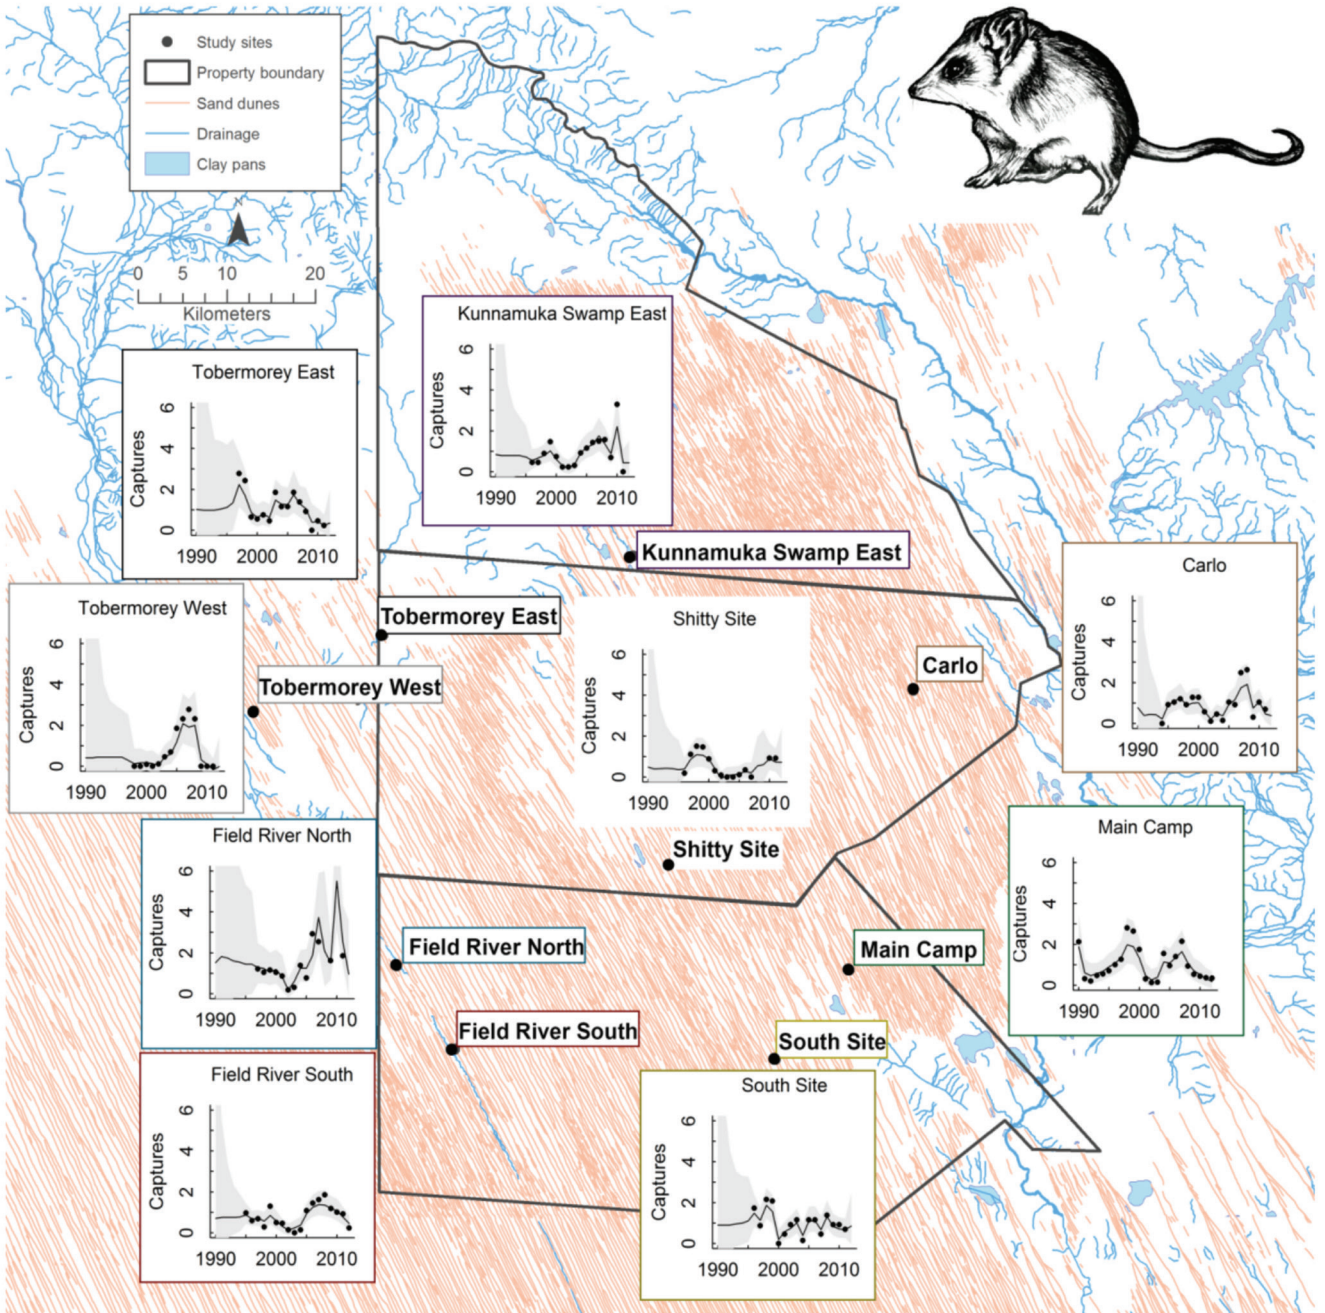 Study sites
Property boundary
Sand dunes
Drainage
Clay pans
N
0 5 10 20
Kilometers
Kunnamuka Swamp East
6
4
2
0
Captures
1990 2000 2010
Tobermorey East
6
4
2
0
Captures
1990 2000 2010
Kunnamuka Swamp East
Carlo
6
4
2
0
Captures
1990 2000 2010
Tobermorey West
6
4
2
0
Captures
1990 2000 2010
Tobermorey East
Shitty Site
6
4
2
0
Captures
1990 2000 2010
Carlo
Tobermorey West
Field River North
6
4
2
0
Captures
1990 2000 2010
Shitty Site
Main Camp
6
4
2
0
Captures
1990 2000 2010
Field River North
Main Camp
Field River South
South Site
Field River South
6
4
2
0
Captures
1990 2000 2010
South Site
6
4
2
0
Captures
1990 2000 2010